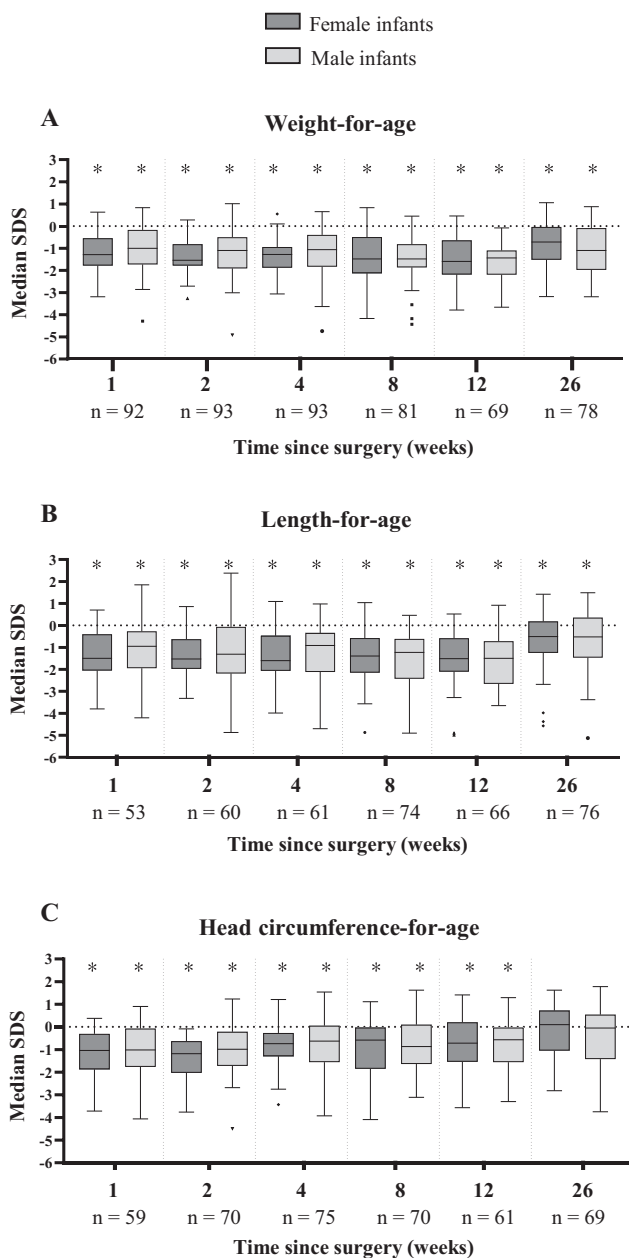 Female infants
Male infants
A
Weight-for-age
* * * * * * * * * * * *
3
2
1
0
-1
-2
-3
-4
-5
-6
Median SDS
1 2 4 8 12 26
n = 92 n = 93 n = 93 n = 81 n = 69 n = 78
Time since surgery (weeks)
B
Length-for-age
* * * * * * * * * * * *
3
2
1
0
-1
-2
-3
-4
-5
-6
Median SDS
1 2 4 8 12 26
n = 53 n = 60 n = 61 n = 74 n = 66 n = 76
Time since surgery (weeks)
C
Head circumference-for-age
* * * * * * * * * *
3
2
1
0
-1
-2
-3
-4
-5
-6
Median SDS
1 2 4 8 12 26
n = 59 n = 70 n = 75 n = 70 n = 61 n = 69
Time since surgery (weeks)